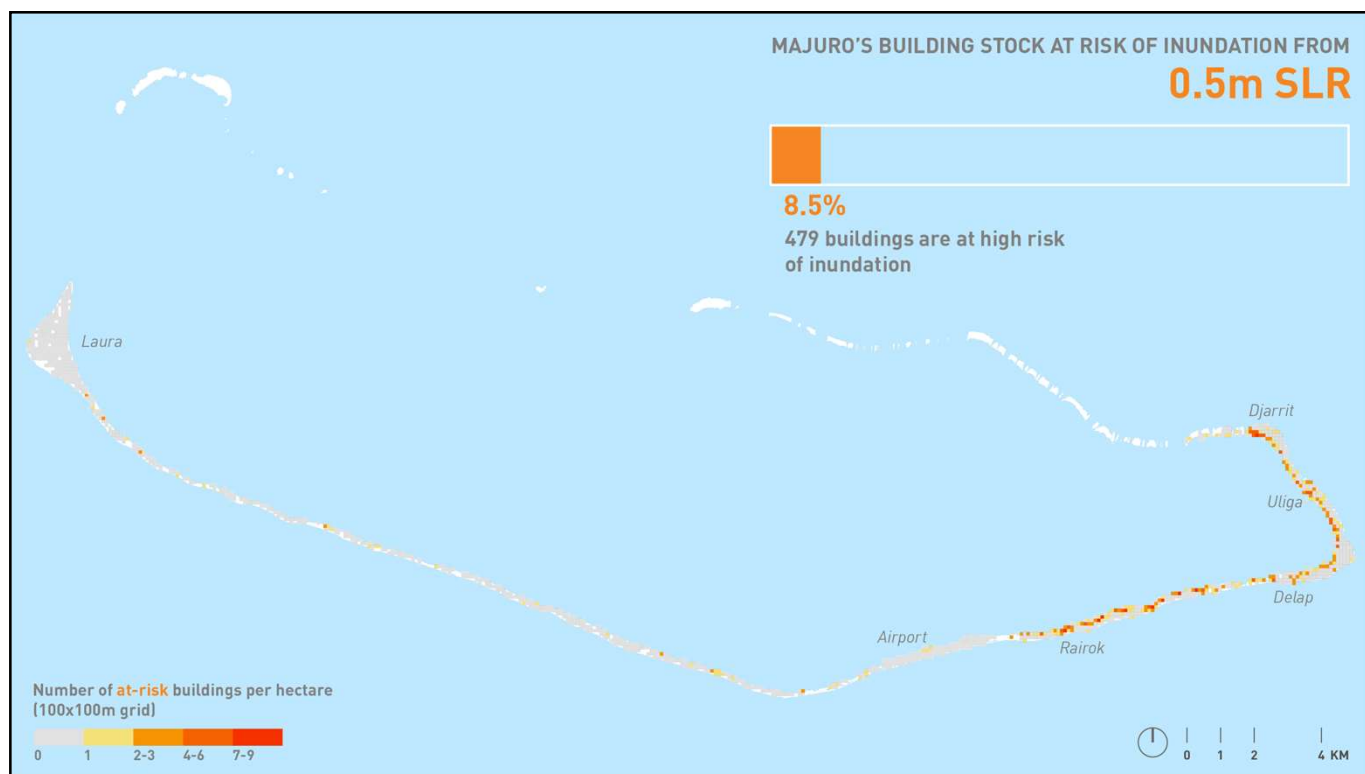 MAJURO'S BUILDING STOCK AT RISK OF INUNDATION FROM
0.5m SLR
8.5%
479 buildings are at high risk
of inundation
Laura
Djarrit
Uliga
Delap
Airport
Rairok
Number of at-risk buildings per hectare
(100x100m grid)
0 1 2-3 4-6 7-9
0 1 2 4 KM